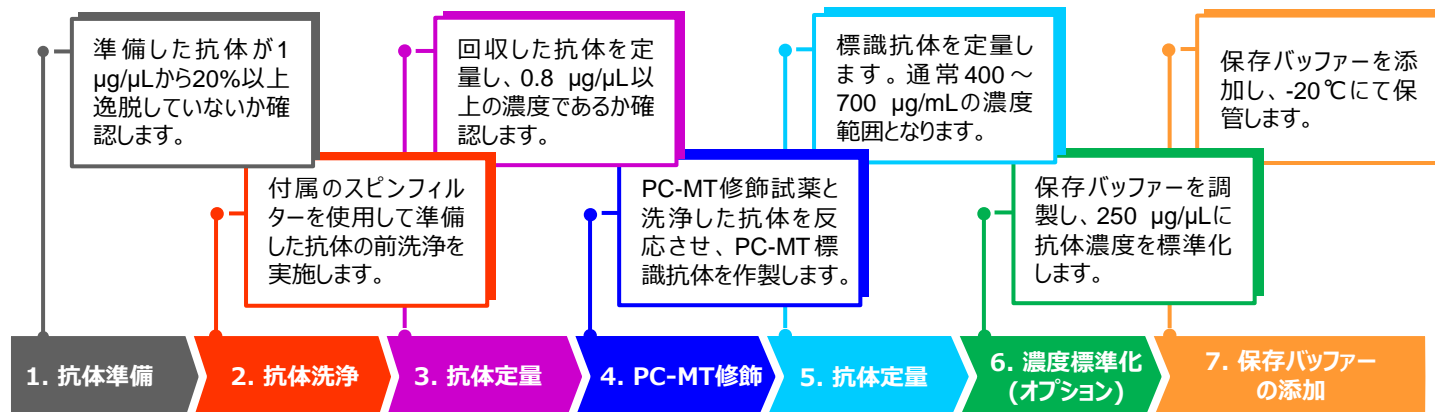 準備した抗体が1
μg/μLから20%以上
逸脱していないか確
認します。
回収した抗体を定
量し、0.8 μg/μL以
上の濃度であるか確
認します。
標識抗体を定量し
ます。通常400～
700 μg/mLの濃度
範囲となります。
保存バッファーを添
加し、-20℃にて保
管します。
付属のスピンフィル
ターを使用して準備
した抗体の前洗浄を
実施します。
PC-MT修飾試薬と
洗浄した抗体を反
応させ、PC-MT標
識抗体を作製します。
保存バッファーを調
製し、250 μg/μLに
抗体濃度を標準化
します。
1. 抗体準備
2. 抗体洗浄
3. 抗体定量
4. PC-MT修飾
5. 抗体定量
6. 濃度標準化
(オプション)
7. 保存バッファー
の添加